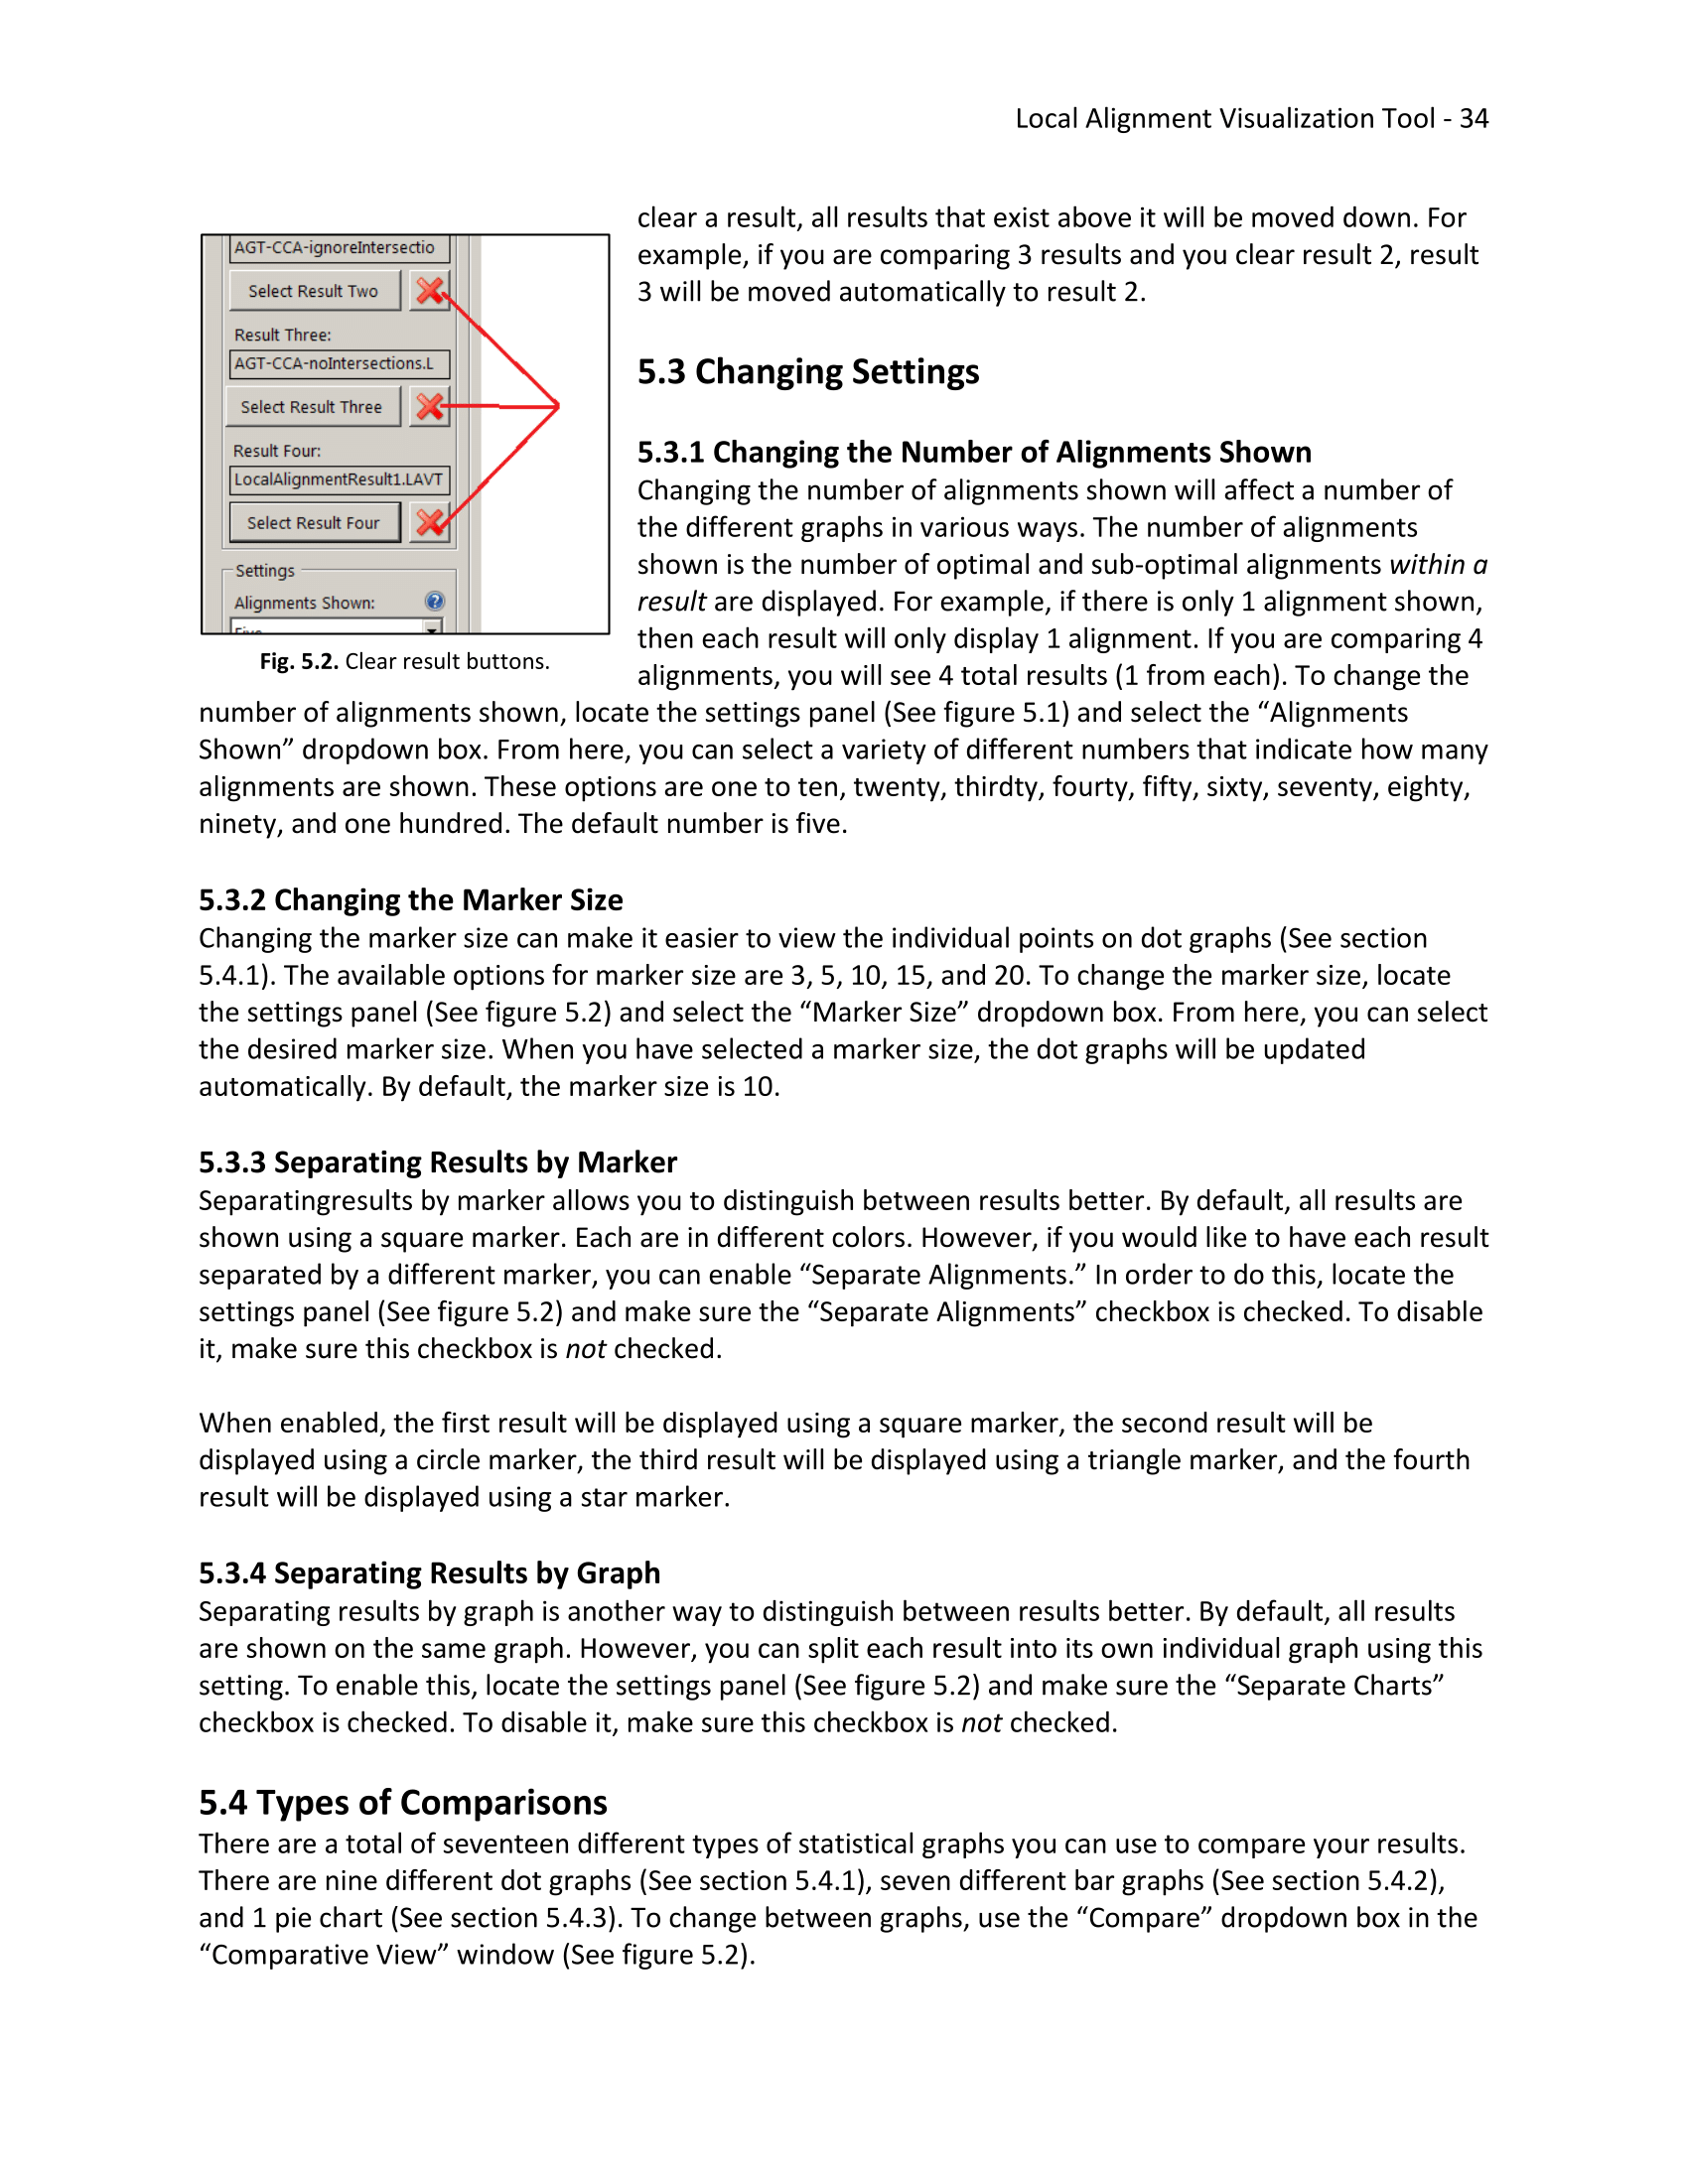 Local Alignment Visualization Tool - 34
AGT-CCA-ignoreIntersectio
Select Result Two
Result Three:
AGT-CCA-noIntersections.L
Select Result Three
Result Four:
LocalAlignmentResult1.LAVT
Select Result Four
Settings
Alignments Shown:
Five
Fig. 5.2. Clear result buttons.
clear a result, all results that exist above it will be moved down. For
example, if you are comparing 3 results and you clear result 2, result
3 will be moved automatically to result 2.
5.3 Changing Settings
5.3.1 Changing the Number of Alignments Shown
Changing the number of alignments shown will affect a number of
the different graphs in various ways. The number of alignments
shown is the number of optimal and sub-optimal alignments within a
result are displayed. For example, if there is only 1 alignment shown,
then each result will only display 1 alignment. If you are comparing 4
alignments, you will see 4 total results (1 from each). To change the
number of alignments shown, locate the settings panel (See figure 5.1) and select the “Alignments
Shown” dropdown box. From here, you can select a variety of different numbers that indicate how many
alignments are shown. These options are one to ten, twenty, thirdty, fourty, fifty, sixty, seventy, eighty,
ninety, and one hundred. The default number is five.
5.3.2 Changing the Marker Size
Changing the marker size can make it easier to view the individual points on dot graphs (See section
5.4.1). The available options for marker size are 3, 5, 10, 15, and 20. To change the marker size, locate
the settings panel (See figure 5.2) and select the “Marker Size” dropdown box. From here, you can select
the desired marker size. When you have selected a marker size, the dot graphs will be updated
automatically. By default, the marker size is 10.
5.3.3 Separating Results by Marker
Separatingresults by marker allows you to distinguish between results better. By default, all results are
shown using a square marker. Each are in different colors. However, if you would like to have each result
separated by a different marker, you can enable “Separate Alignments.” In order to do this, locate the
settings panel (See figure 5.2) and make sure the “Separate Alignments” checkbox is checked. To disable
it, make sure this checkbox is not checked.
When enabled, the first result will be displayed using a square marker, the second result will be
displayed using a circle marker, the third result will be displayed using a triangle marker, and the fourth
result will be displayed using a star marker.
5.3.4 Separating Results by Graph
Separating results by graph is another way to distinguish between results better. By default, all results
are shown on the same graph. However, you can split each result into its own individual graph using this
setting. To enable this, locate the settings panel (See figure 5.2) and make sure the “Separate Charts”
checkbox is checked. To disable it, make sure this checkbox is not checked.
5.4 Types of Comparisons
There are a total of seventeen different types of statistical graphs you can use to compare your results.
There are nine different dot graphs (See section 5.4.1), seven different bar graphs (See section 5.4.2),
and 1 pie chart (See section 5.4.3). To change between graphs, use the “Compare” dropdown box in the
“Comparative View” window (See figure 5.2).